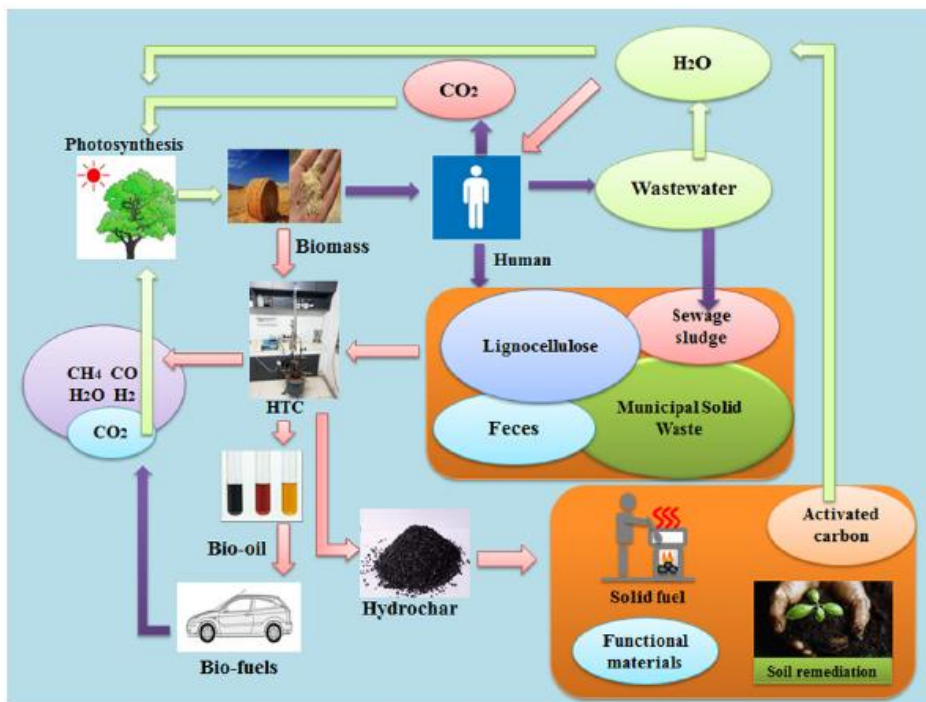 H2O
CO2
Photosynthesis
Wastewater
Biomass
Human
Sewage
sludge
Lignocellulose
CH4 CO
H2O H2
CO2
HTC
Feces
Municipal Solid
Waste
Bio-oil
Activated
carbon
Hydrochar
Solid fuel
Bio-fuels
Functional
materials
Soil remediation